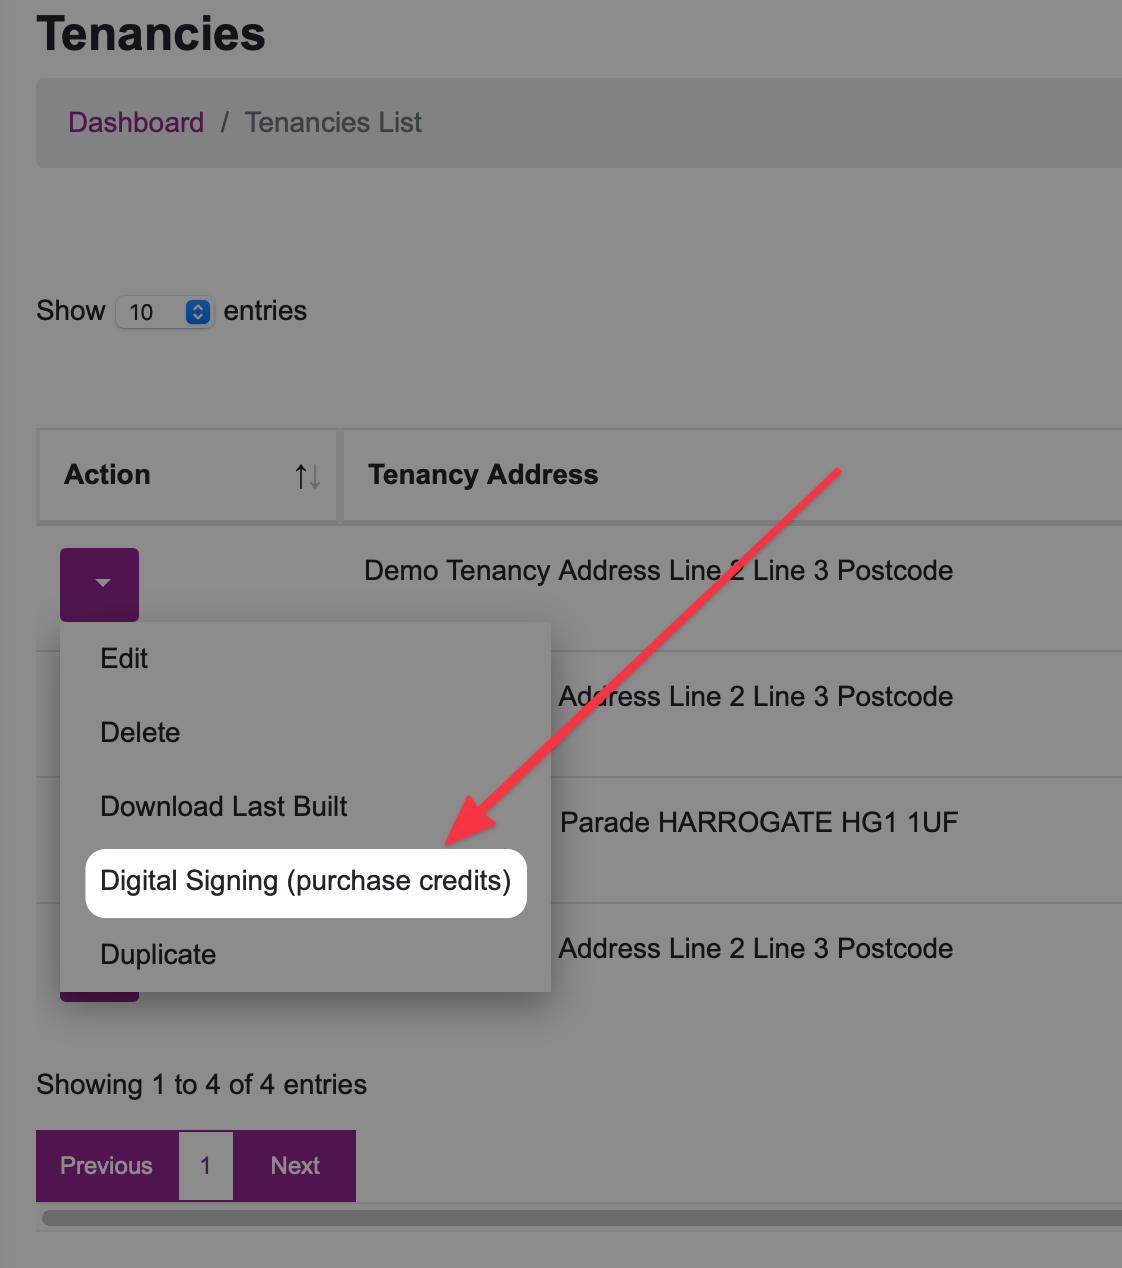 Tenancies
Dashboard / Tenancies List
Show 10 entries
Action ↑↓ Tenancy Address
Demo Tenancy Address Line 2 Line 3 Postcode
Edit
Address Line 2 Line 3 Postcode
Delete
Download Last Built
Parade HARROGATE HG1 1UF
Digital Signing (purchase credits)
Address Line 2 Line 3 Postcode
Duplicate
Showing 1 to 4 of 4 entries
Previous 1 Next